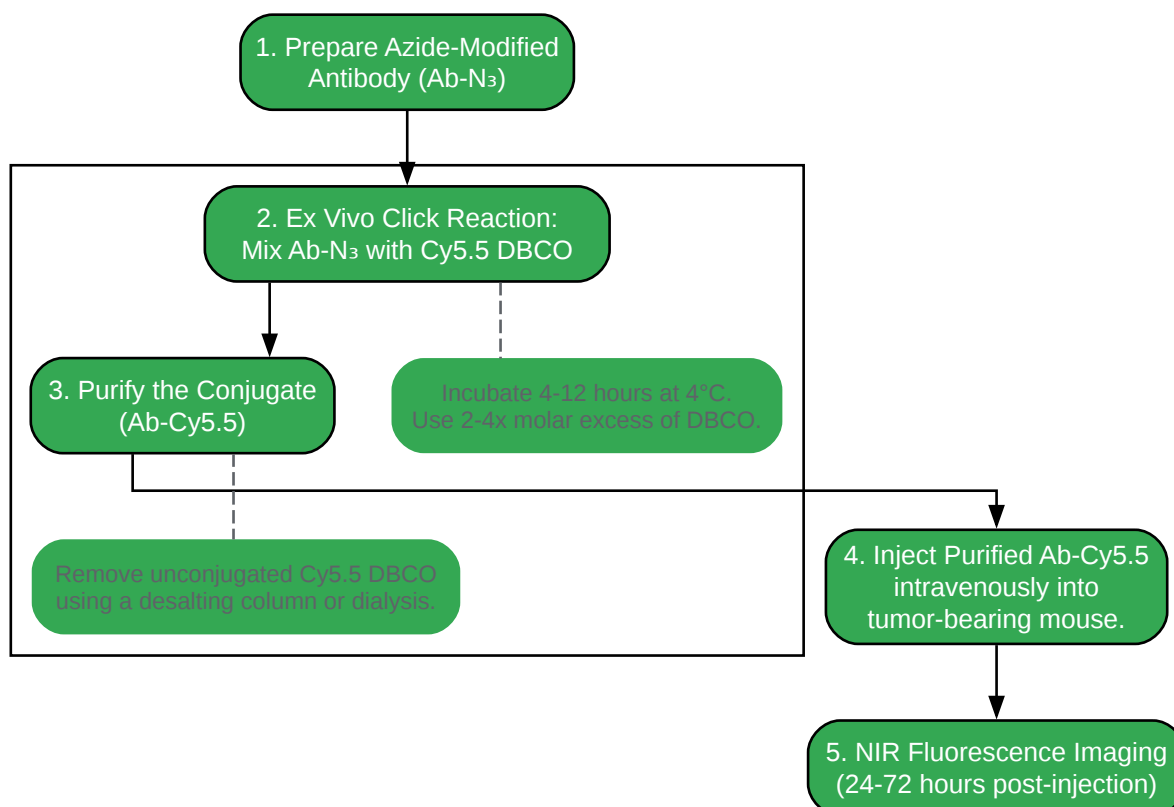 1. Prepare Azide-Modified
Antibody (Ab-N₃)
2. Ex Vivo Click Reaction:
Mix Ab-N₃ with Cy5.5 DBCO
3. Purify the Conjugate
(Ab-Cy5.5)
Incubate 4-12 hours at 4°C.
Use 2-4x molar excess of DBCO.
Remove unconjugated Cy5.5 DBCO
using a desalting column or dialysis.
4. Inject Purified Ab-Cy5.5
intravenously into
tumor-bearing mouse.
5. NIR Fluorescence Imaging
(24-72 hours post-injection)